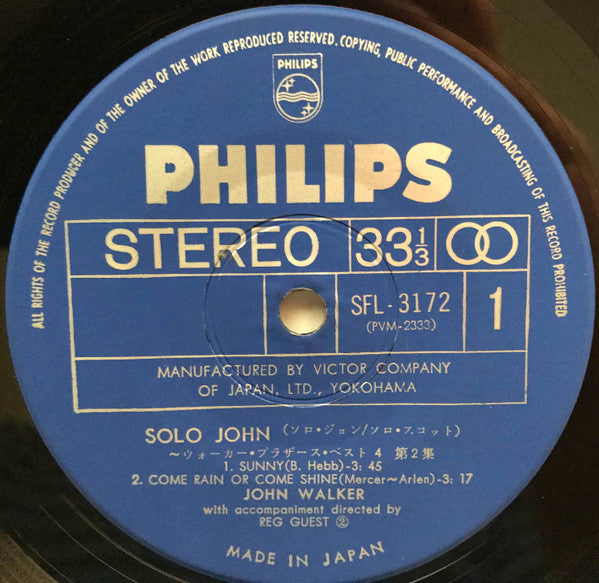 ALL RIGHTS OF THE RECORD PRODUCER AND OF THE OWNER OF THE WORK REPRODUCED RESERVED. COPYING, PUBLIC PERFORMANCE AND BROADCASTING OF THIS RECORD PROHIBITED
PHILIPS
PHILIPS
STEREO 33 1/3
SFL-3172 1
(PVM-2333)
MANUFACTURED BY VICTOR COMPANY
OF JAPAN, LTD., YOKOHAMA
SOLO JOHN (ソロ・ジョン/ソロ・スコット)
~ウォーカー・ブラザース・ベスト4 第2集
1. SUNNY(B. Hebb)-3: 45
2. COME RAIN OR COME SHINE(Mercer~Arlen)-3: 17
JOHN WALKER
with accompaniment directed by
REG GUEST ②
MADE IN JAPAN